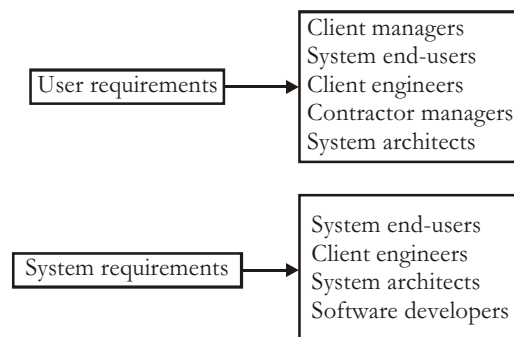 User requirements
Client managers
System end-users
Client engineers
Contractor managers
System architects
System requirements
System end-users
Client engineers
System architects
Software developers